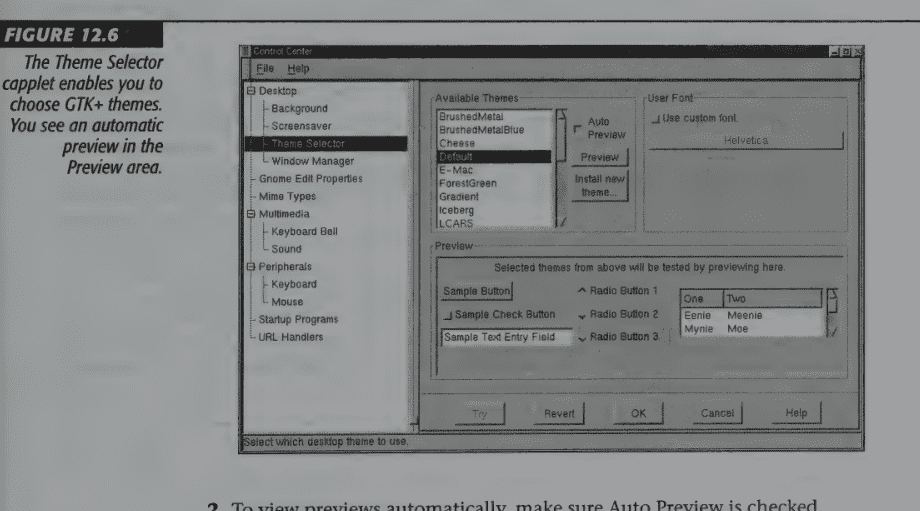 FIGURE 12.6
The Theme Selector
capplet enables you to
choose GTK+ themes.
You see an automatic
preview in the
Preview area.
Control Center
File Help
Desktop
Background
Screensaver
Theme Selector
Window Manager
Gnome Edit Properties
Mime Types
Multimedia
Keyboard Bell
Sound
Peripherals
Keyboard
Mouse
Startup Programs
URL Handlers
Available Themes
BrushedMetal
BrushedMetalBlue
Cheese
Default
E-Mac
ForestGreen
Gradient
Iceberg
LCARS
Auto
Preview
Preview
Install new
theme...
User Font
Use custom font.
Helvetica
Preview
Selected themes from above will be tested by previewing here.
Sample Button
Sample Check Button
Sample Text Entry Field
Radio Button 1
Radio Button 2
Radio Button 3
One Two
Eenie Meenie
Mynie Moe
Try Revert OK Cancel Help
Select which desktop theme to use.
2. To view previews automatically, make sure Auto Preview is checked